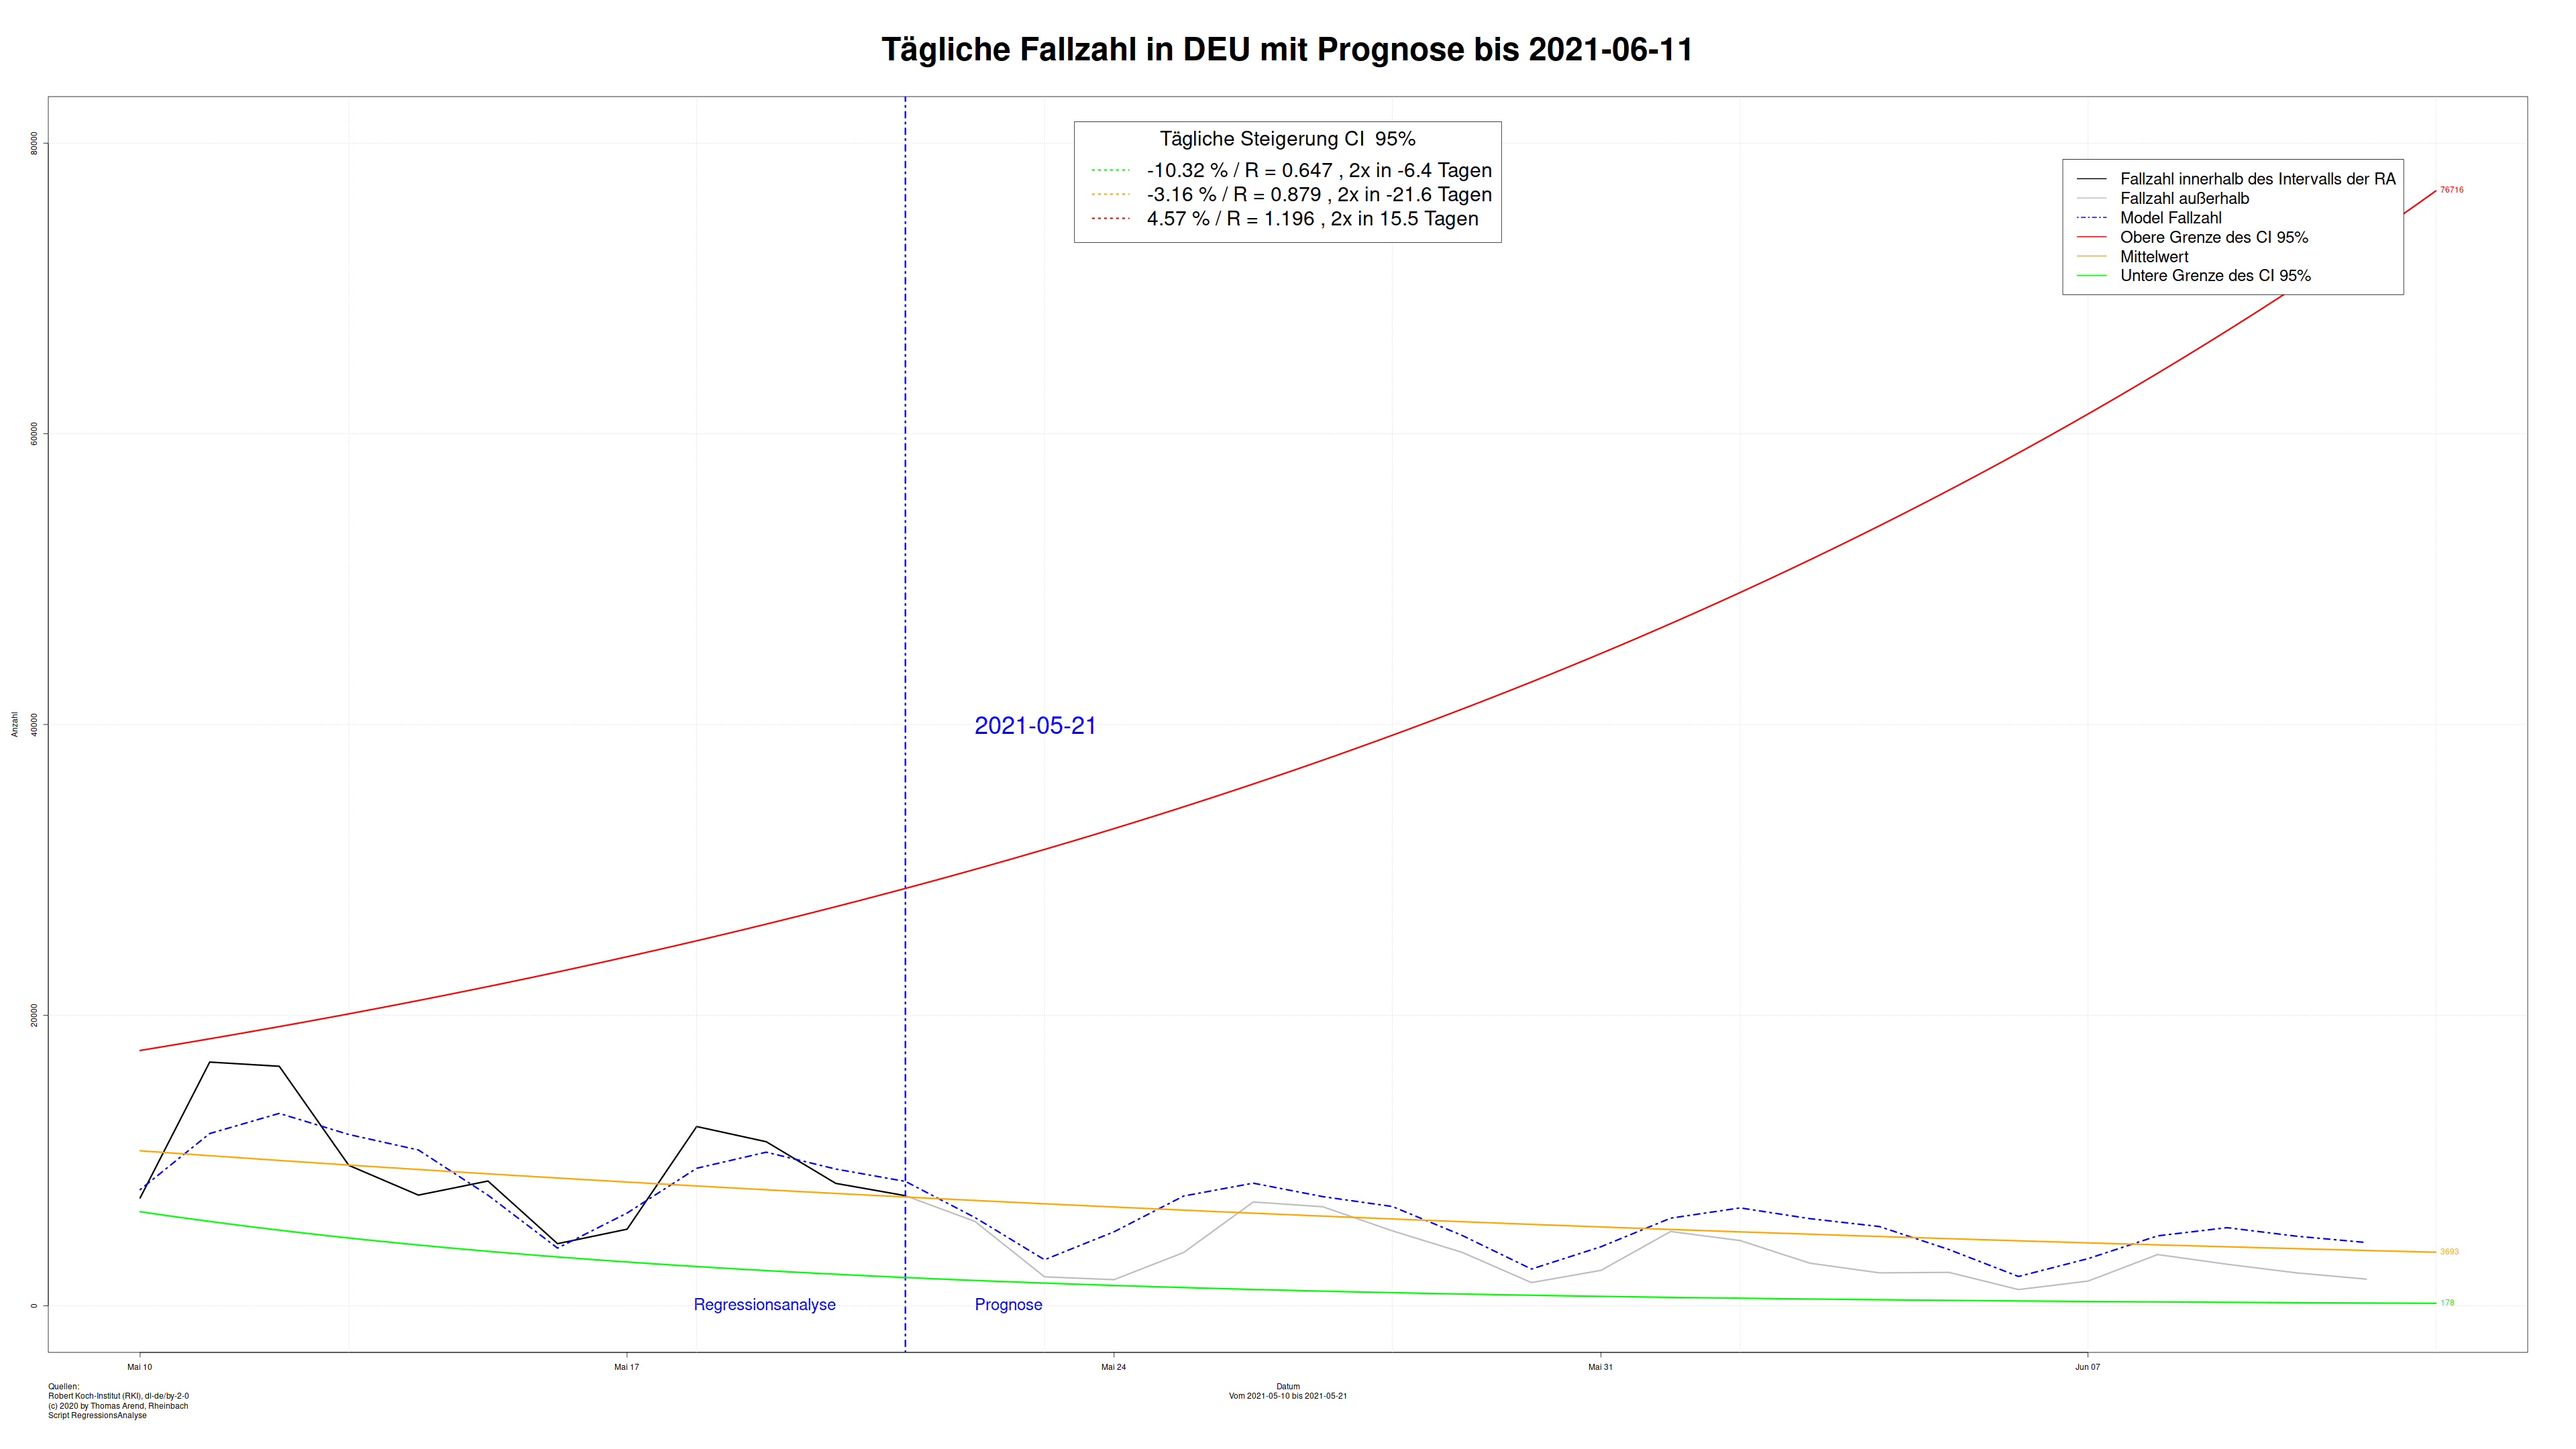 Tägliche Fallzahl in DEU mit Prognose bis 2021-06-11
Tägliche Steigerung CI  95%
-10.32 % / R = 0.647 , 2x in -6.4 Tagen
-3.16 % / R = 0.879 , 2x in -21.6 Tagen
4.57 % / R = 1.196 , 2x in 15.5 Tagen
Fallzahl innerhalb des Intervalls der RA
Fallzahl außerhalb
Model Fallzahl
Obere Grenze des CI 95%
Mittelwert
Untere Grenze des CI 95%
76716
80000
60000
40000
20000
0
Anzahl
2021-05-21
3693
178
Regressionsanalyse
Prognose
Mai 10
Mai 17
Mai 24
Mai 31
Jun 07
Datum
Vom 2021-05-10 bis 2021-05-21
Quellen:
Robert Koch-Institut (RKI), dl-de/by-2-0
(c) 2020 by Thomas Arend, Rheinbach
Script RegressionsAnalyse